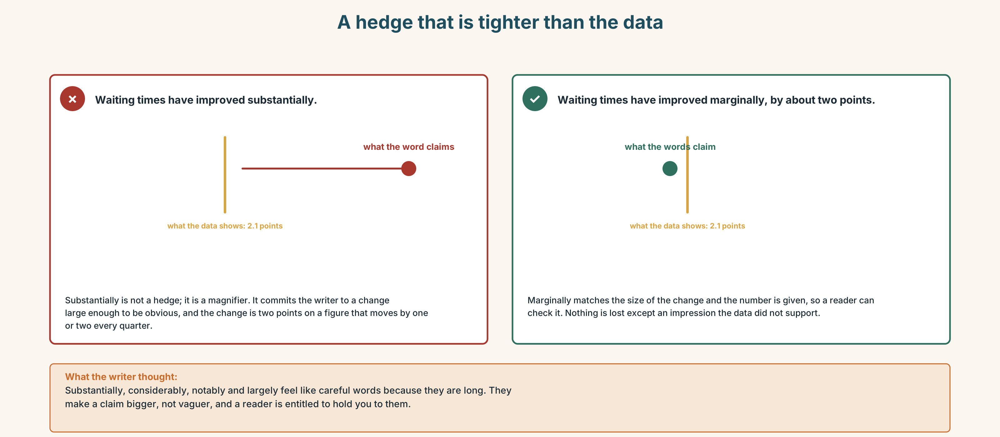 A hedge that is tighter than the data
Waiting times have improved substantially.
what the word claims
what the data shows: 2.1 points
Substantially is not a hedge; it is a magnifier. It commits the writer to a change
large enough to be obvious, and the change is two points on a figure that moves by one
or two every quarter.
Waiting times have improved marginally, by about two points.
what the words claim
what the data shows: 2.1 points
Marginally matches the size of the change and the number is given, so a reader can
check it. Nothing is lost except an impression the data did not support.
What the writer thought:
Substantially, considerably, notably and largely feel like careful words because they are long. They
make a claim bigger, not vaguer, and a reader is entitled to hold you to them.